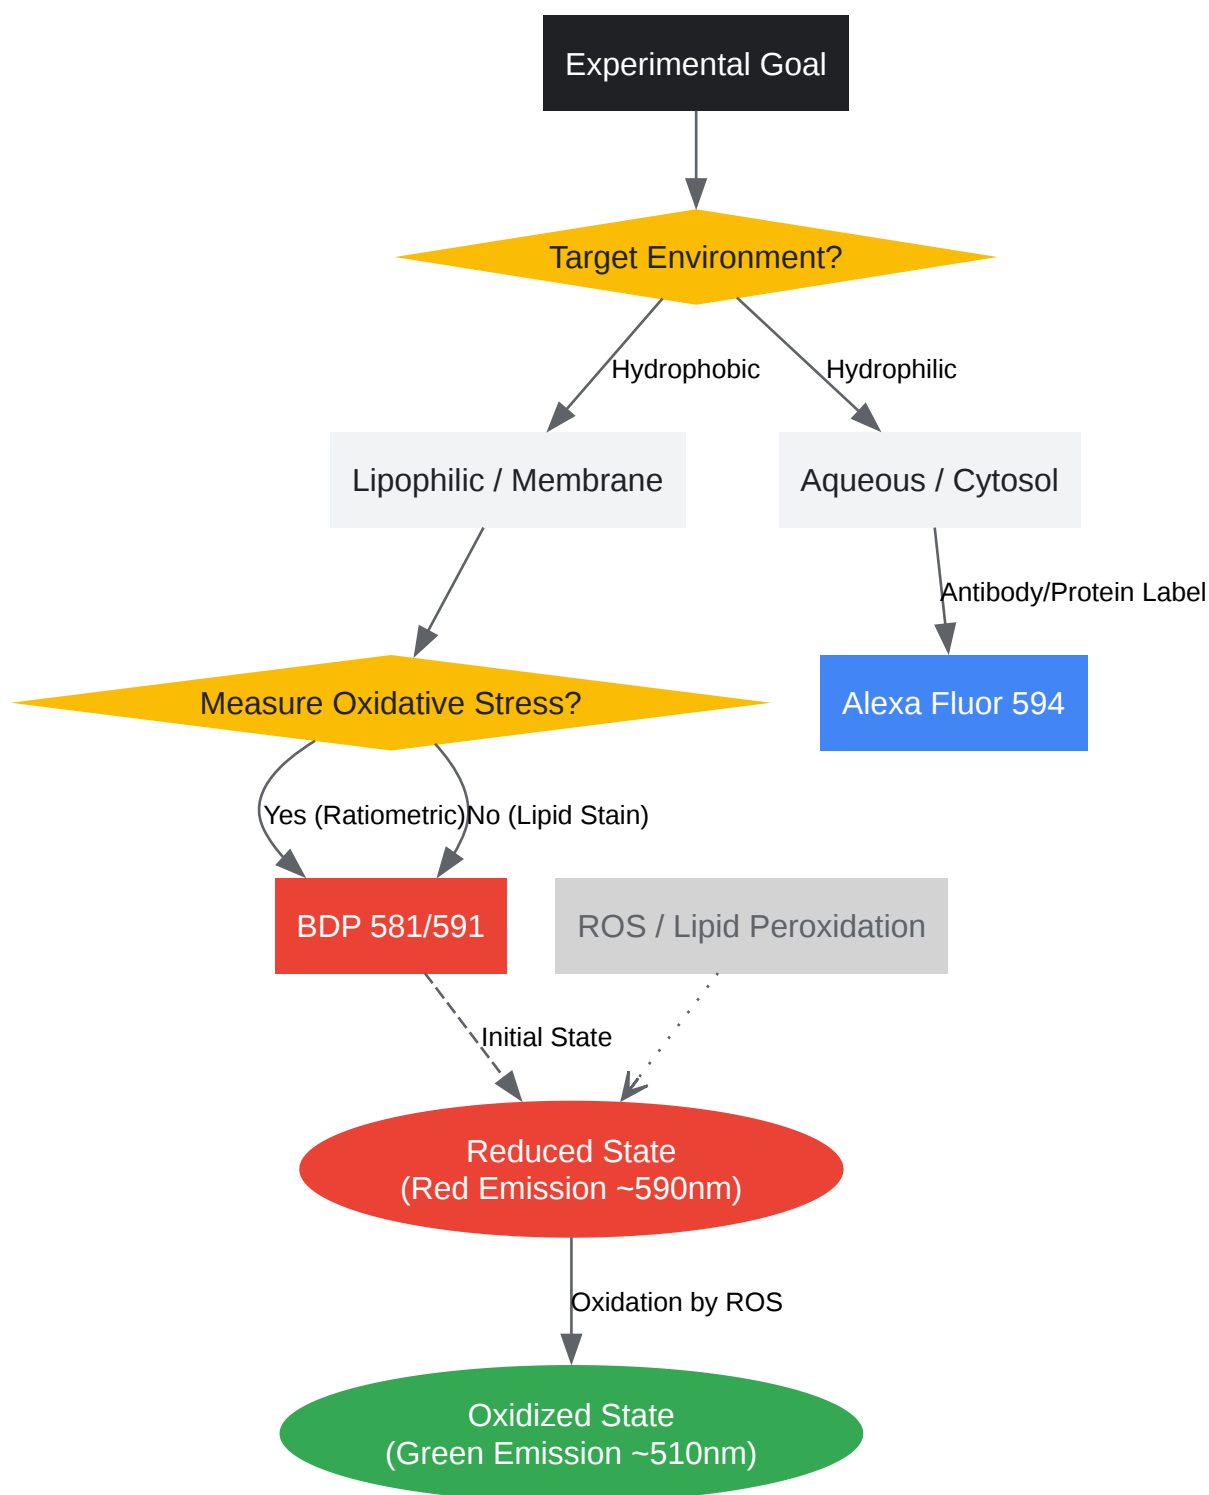 Experimental Goal
Target Environment?
Hydrophobic
Hydrophilic
Lipophilic / Membrane
Aqueous / Cytosol
Antibody/Protein Label
Measure Oxidative Stress?
Alexa Fluor 594
Yes (Ratiometric)
No (Lipid Stain)
BDP 581/591
ROS / Lipid Peroxidation
Initial State
Reduced State
(Red Emission ~590nm)
Oxidation by ROS
Oxidized State
(Green Emission ~510nm)